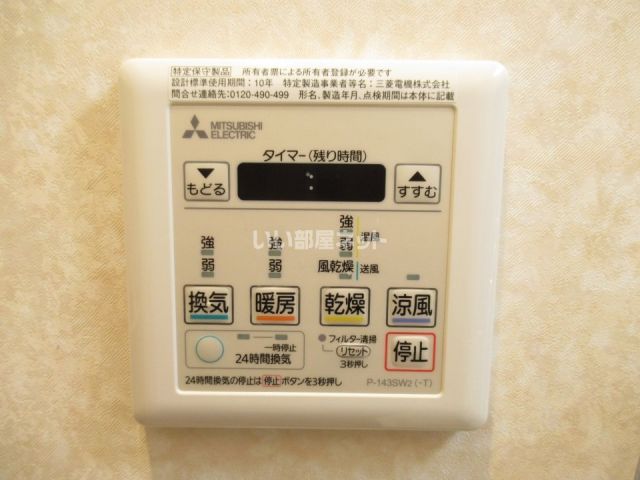 特定保守製品 所有者票による所有者登録が必要です
設計標準使用期間：10年 特定製造事業者等名：三菱電機株式会社
問合せ連絡先：0120-490-499 形名、製造年月、点検期間は本体に記載
MITSUBISHI
ELECTRIC
タイマー(残り時間)
▼
もどる
▲
すすむ
強
弱
強
弱
強
弱
温風
風乾燥
送風
換気
暖房
乾燥
涼風
一時停止
24時間換気
フィルター清掃
リセット
3秒押し
停止
24時間換気の停止は停止ボタンを3秒押し
P-143SW2(-T)
いい部屋ネット